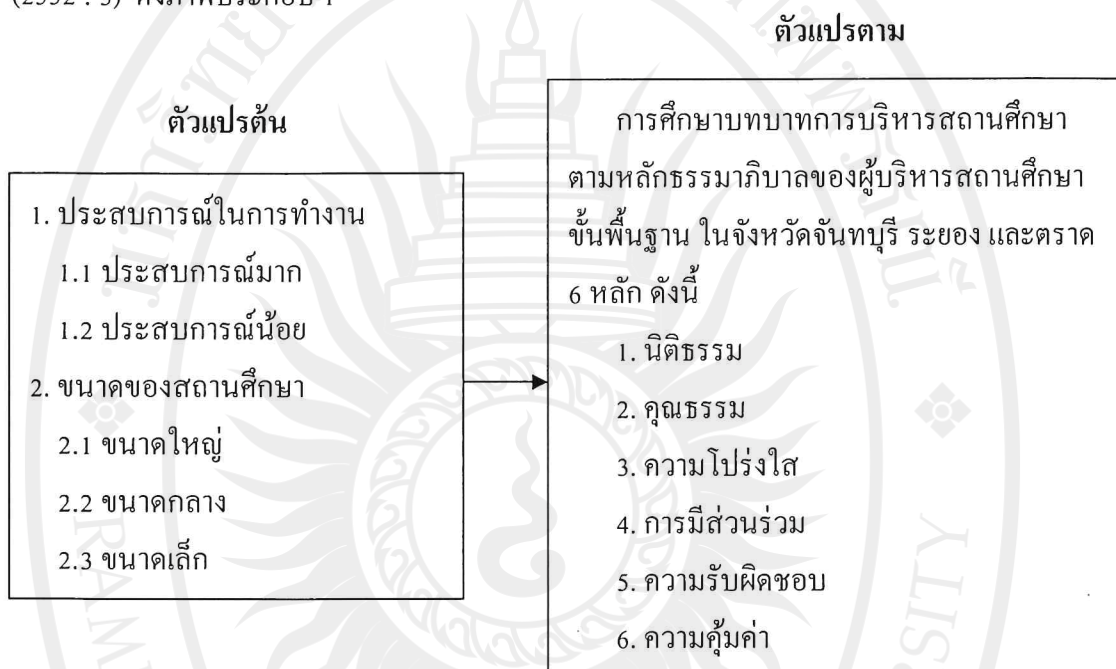 ตัวแปรตาม
ตัวแปรต้น
1. ประสบการณ์ในการทำงาน
1.1 ประสบการณ์มาก
1.2 ประสบการณ์น้อย
2. ขนาดของสถานศึกษา
2.1 ขนาดใหญ่
2.2 ขนาดกลาง
2.3 ขนาดเล็ก
การศึกษาบทบาทการบริหารสถานศึกษา
ตามหลักธรรมาภิบาลของผู้บริหารสถานศึกษา
ขั้นพื้นฐาน ในจังหวัดจันทบุรี ระยอง และตราด
6 หลัก ดังนี้
1. นิติธรรม
2. คุณธรรม
3. ความโปร่งใส
4. การมีส่วนร่วม
5. ความรับผิดชอบ
6. ความคุ้มค่า